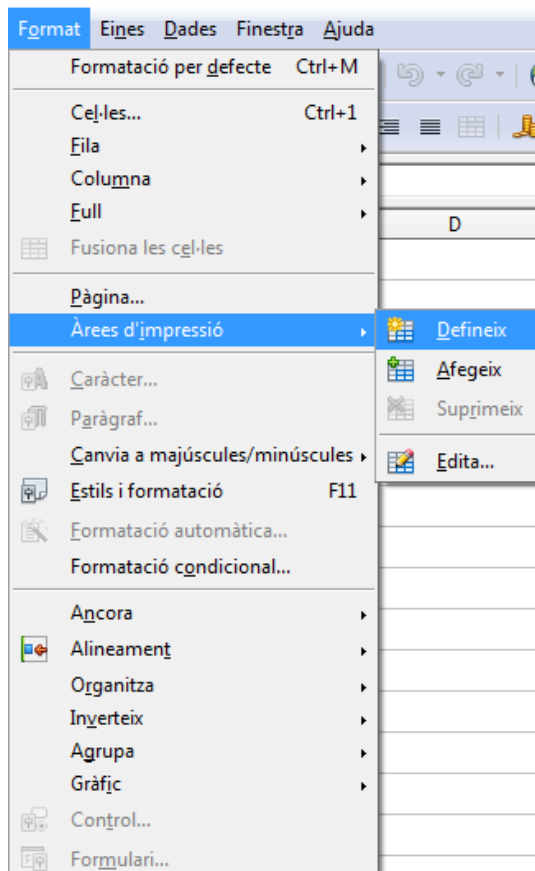 Format Eines Dades Finestra Ajuda
Formatació per defecte Ctrl+M
Cel·les... Ctrl+1
Fila
Columna
Full
D
Fusiona les cel·les
Pàgina...
Àrees d'impressió
Defineix
Afegeix
Suprimeix
Edita...
Caràcter...
Paràgraf...
Canvia a majúscules/minúscules
Estils i formatació F11
Formatació automàtica...
Formatació condicional...
Ancora
Alineament
Organitza
Inverteix
Agrupa
Gràfic
Control...
Formulari...